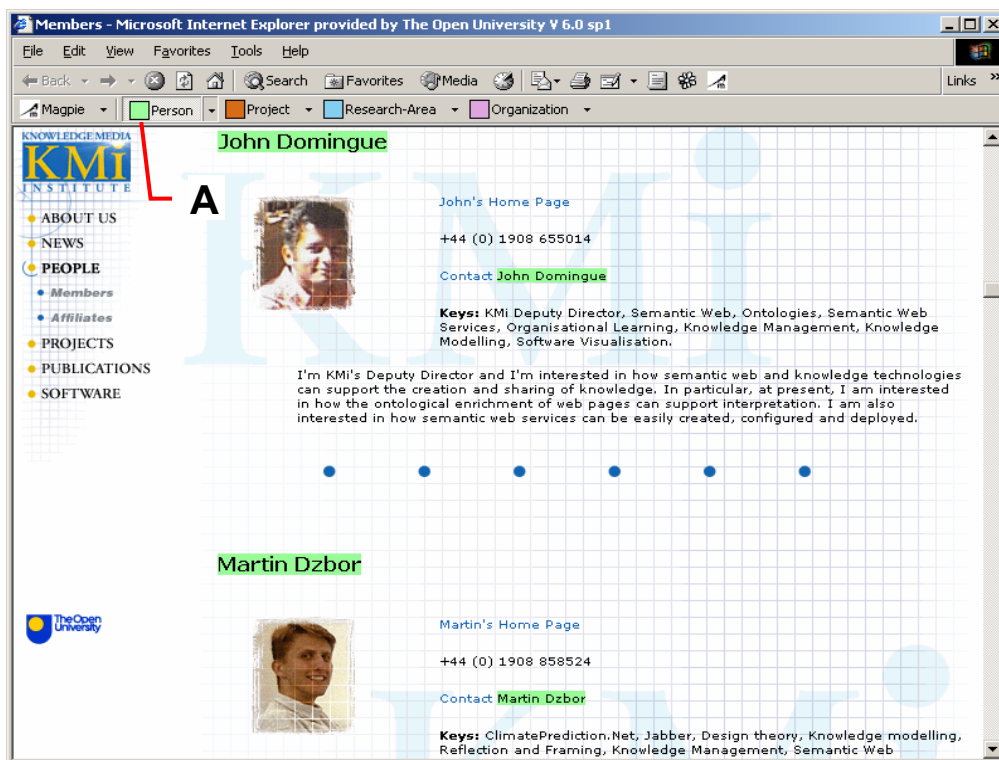 Members - Microsoft Internet Explorer provided by The Open University V 6.0 sp1
File Edit View Favorites Tools Help
Back Search Favorites Media Links »
Magpie Person Project Research-Area Organization
KNOWLEDGE MEDIA
KMi
INSTITUTE
ABOUT US
NEWS
PEOPLE
Members
Affiliates
PROJECTS
PUBLICATIONS
SOFTWARE
The Open
University
A
KMi
John Domingue
John's Home Page
+44 (0) 1908 655014
Contact John Domingue
Keys: KMi Deputy Director, Semantic Web, Ontologies, Semantic Web
Services, Organisational Learning, Knowledge Management, Knowledge
Modelling, Software Visualisation.
I'm KMi's Deputy Director and I'm interested in how semantic web and knowledge technologies
can support the creation and sharing of knowledge. In particular, at present, I am interested
in how the ontological enrichment of web pages can support interpretation. I am also
interested in how semantic web services can be easily created, configured and deployed.
Martin Dzbor
Martin's Home Page
+44 (0) 1908 858524
Contact Martin Dzbor
Keys: ClimatePrediction.Net, Jabber, Design theory, Knowledge modelling,
Reflection and Framing, Knowledge Management, Semantic Web
KMi